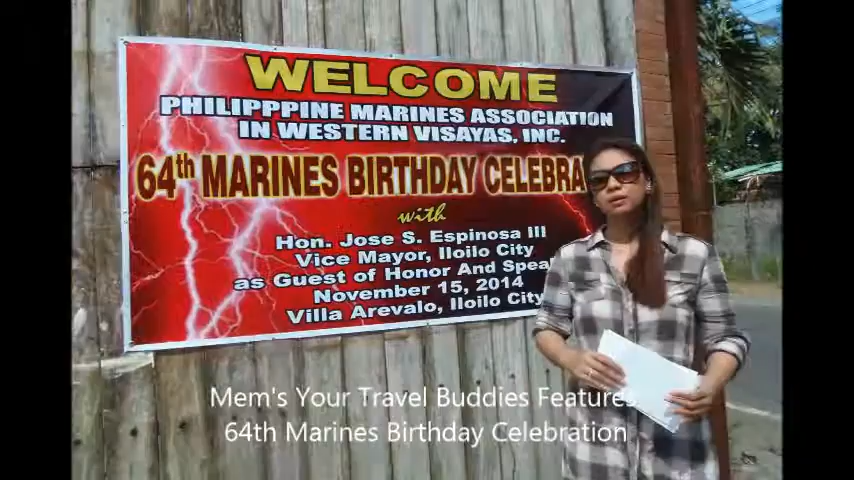 WELCOME
PHILIPPPINE MARINES ASSOCIATION
IN WESTERN VISAYAS, INC.
64th MARINES BIRTHDAY CELEBRA
with
Hon. Jose S. Espinosa III
Vice Mayor, Iloilo City
as Guest of Honor And Spea
November 15, 2014
Villa Arevalo, Iloilo City
Mem's Your Travel Buddies Features
64th Marines Birthday Celebration